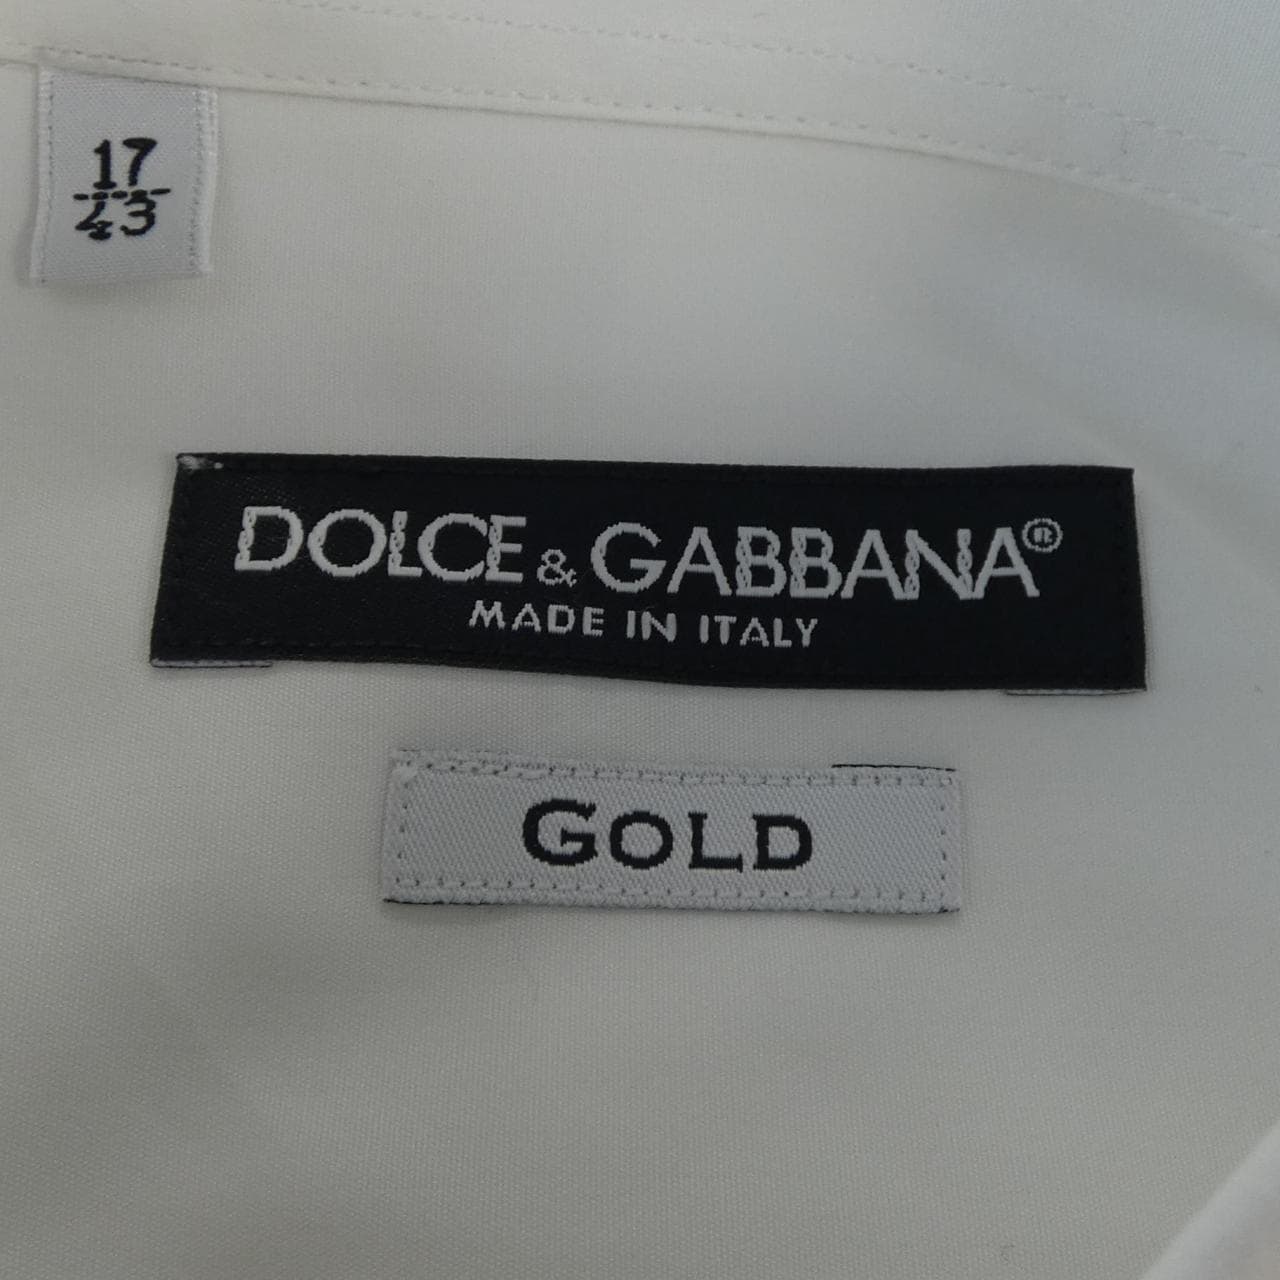 17
43
DOLCE & GABBANA®
MADE IN ITALY
GOLD